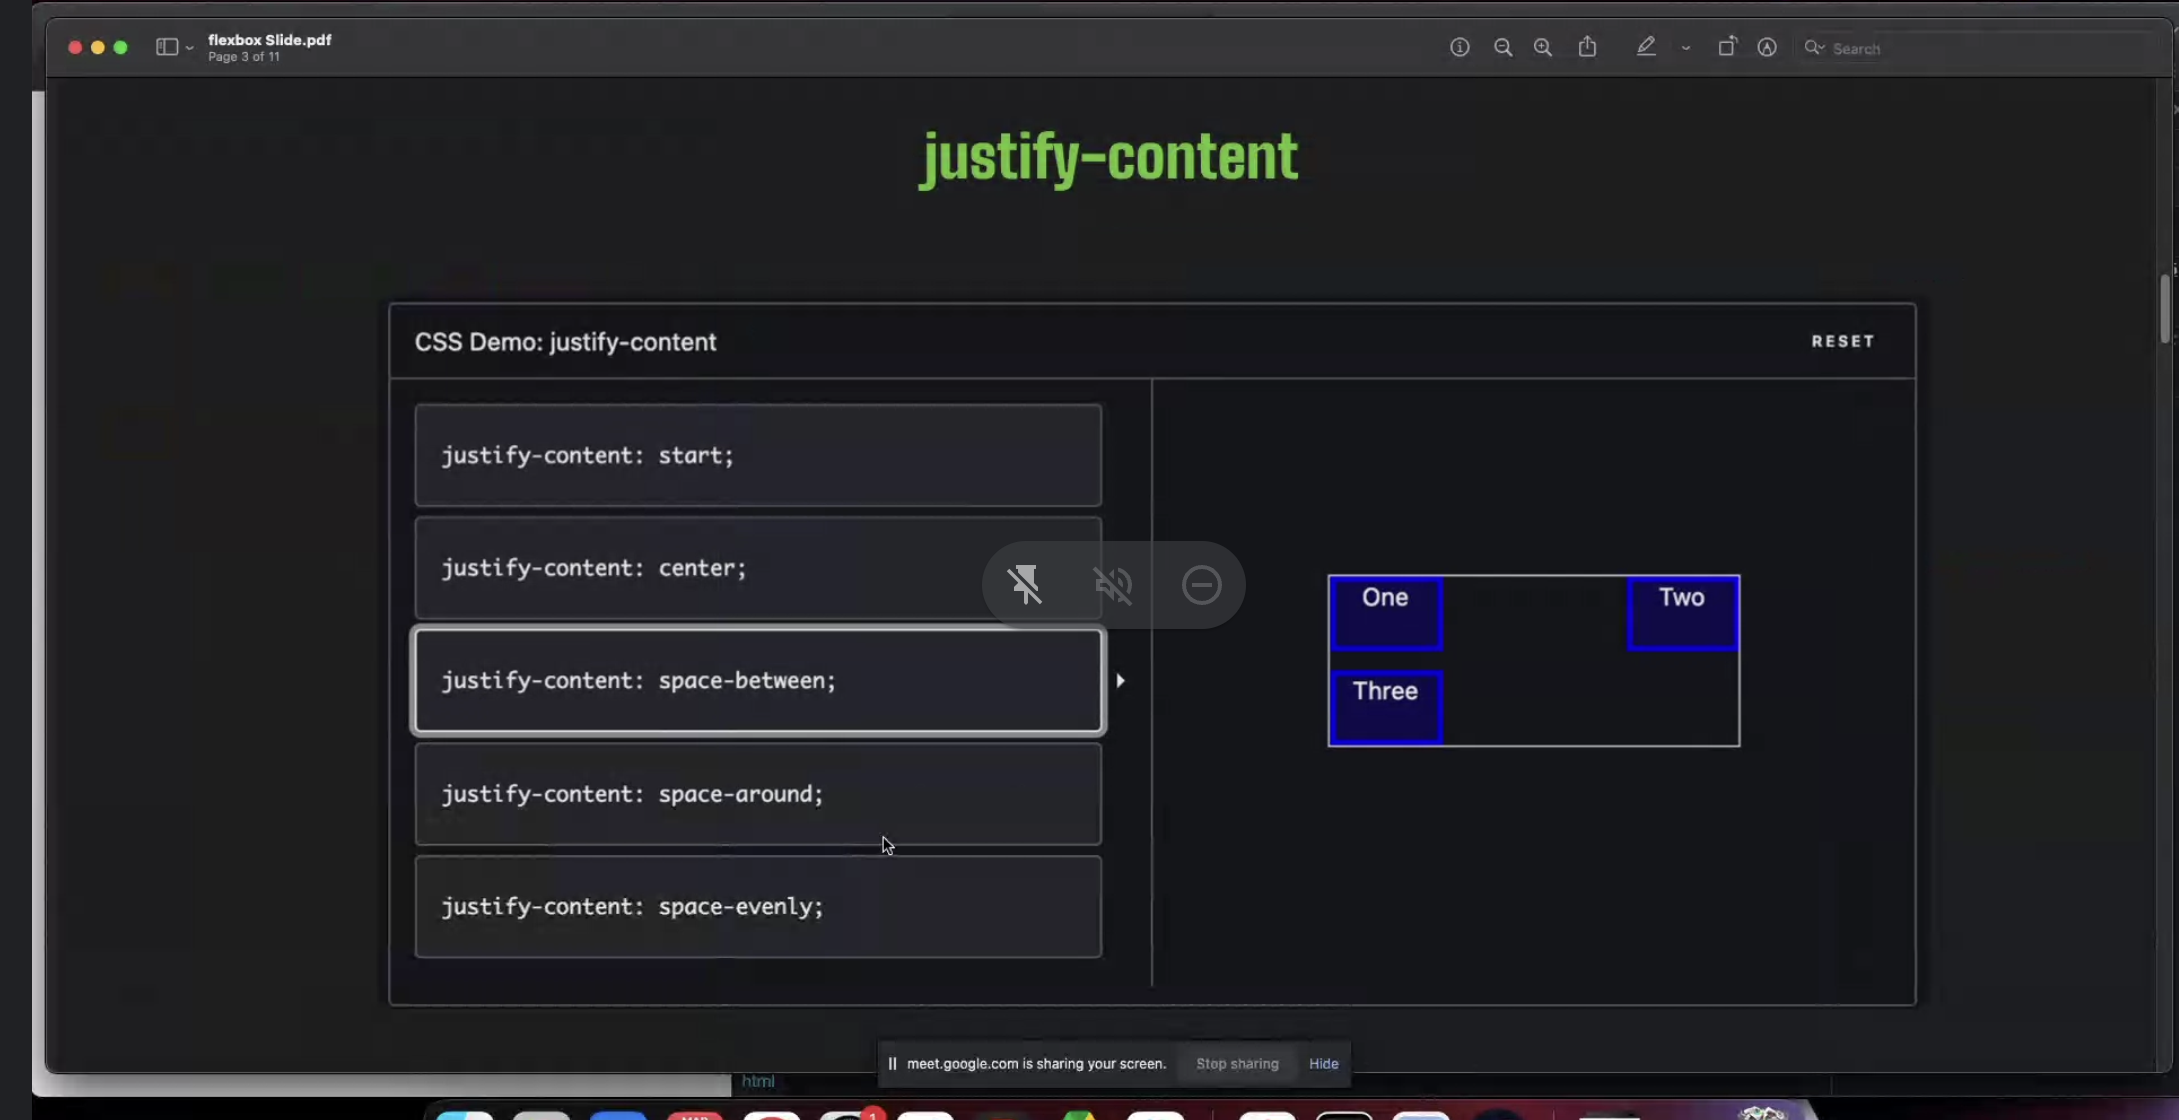 flexbox Slide.pdf
Page 3 of 11
Search
justify-content
CSS Demo: justify-content
RESET
justify-content: start;
justify-content: center;
justify-content: space-between;
justify-content: space-around;
justify-content: space-evenly;
One
Two
Three
meet.google.com is sharing your screen.
Stop sharing
Hide
html
MAR
1